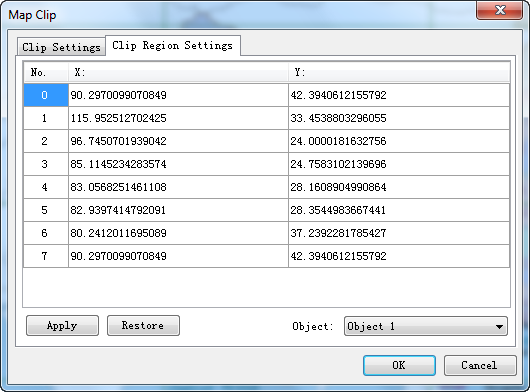 Map Clip
Clip Settings Clip Region Settings
No. X: Y:
0 90.2970099070849 42.3940612155792
1 115.952512702425 33.4538803296055
2 96.7450701939042 24.0000181632756
3 85.1145234283574 24.7583102139696
4 83.0568251461108 28.1608904990864
5 82.9397414792091 28.3544983667441
6 80.2412011695089 37.2392281785427
7 90.2970099070849 42.3940612155792
Apply Restore Object: Object 1
OK Cancel